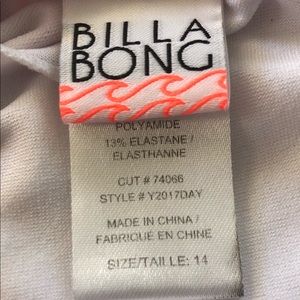 BILLA
BONG
POLYAMIDE
13% ELASTANE /
ELASTHANNE
CUT # 74066
STYLE # Y2017DAY
MADE IN CHINA /
FABRIQUE EN CHINE
SIZE/TAILLE: 14